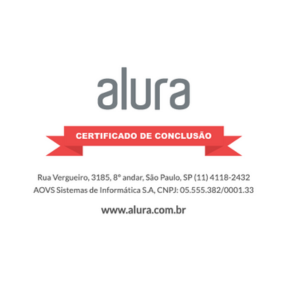 alura
CERTIFICADO DE CONCLUSÃO
Rua Vergueiro, 3185, 8º andar, São Paulo, SP (11) 4118-2432
AOVS Sistemas de Informática S.A, CNPJ: 05.555.382/0001.33
www.alura.com.br